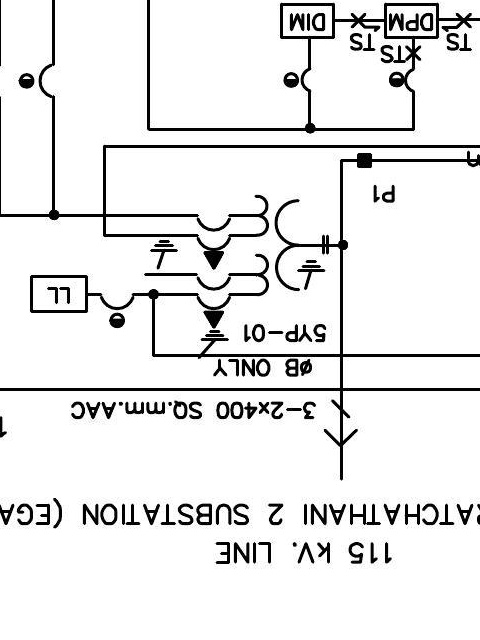 115 kV. LINE
RATCHATHANI 2 SUBSTATION (EGA
3-2x400 SQ.mm.AAC
øB ONLY
5YP-01
LL
P1
TS
TS
TS
DPM
DIM